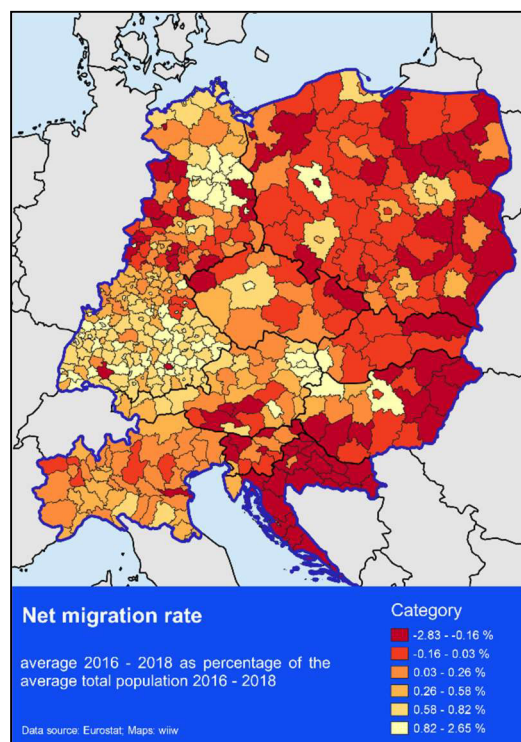 Net migration rate
average 2016 - 2018 as percentage of the
average total population 2016 - 2018
Data source: Eurostat; Maps: wiiw
Category
-2.83 - -0.16 %
-0.16 - 0.03 %
0.03 - 0.26 %
0.26 - 0.58 %
0.58 - 0.82 %
0.82 - 2.65 %